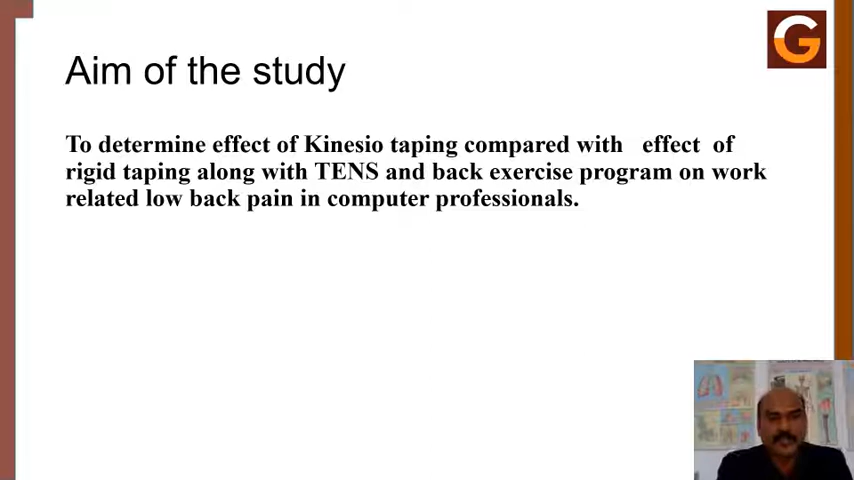 G
Aim of the study
To determine effect of Kinesio taping compared with effect of
rigid taping along with TENS and back exercise program on work
related low back pain in computer professionals.